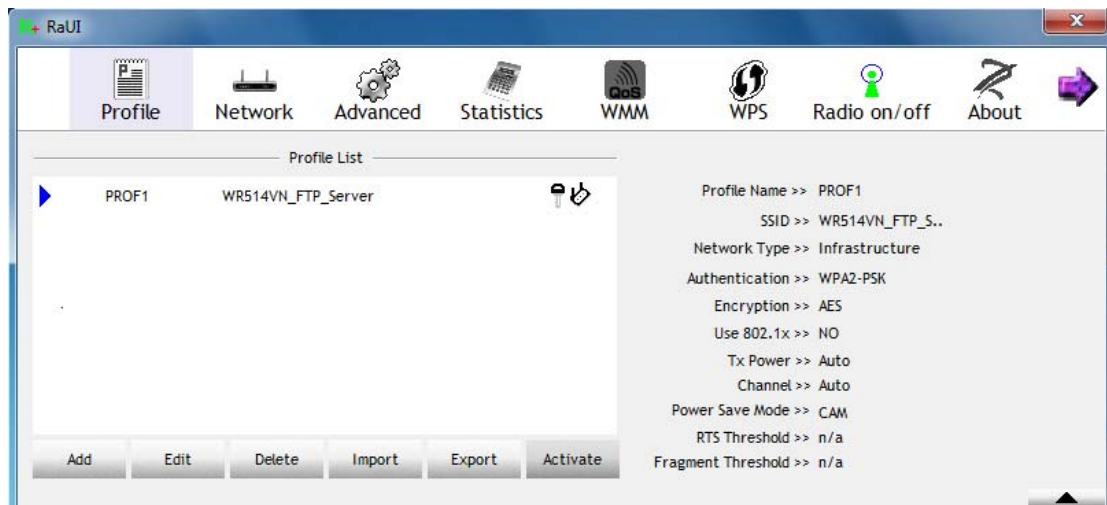 RaUI
Profile Network Advanced Statistics QoS WMM WPS Radio on/off About
Profile List
PROF1 WR514VN_FTP_Server
Add Edit Delete Import Export Activate
Profile Name >> PROF1
SSID >> WR514VN_FTP_S..
Network Type >> Infrastructure
Authentication >> WPA2-PSK
Encryption >> AES
Use 802.1x >> NO
Tx Power >> Auto
Channel >> Auto
Power Save Mode >> CAM
RTS Threshold >> n/a
Fragment Threshold >> n/a